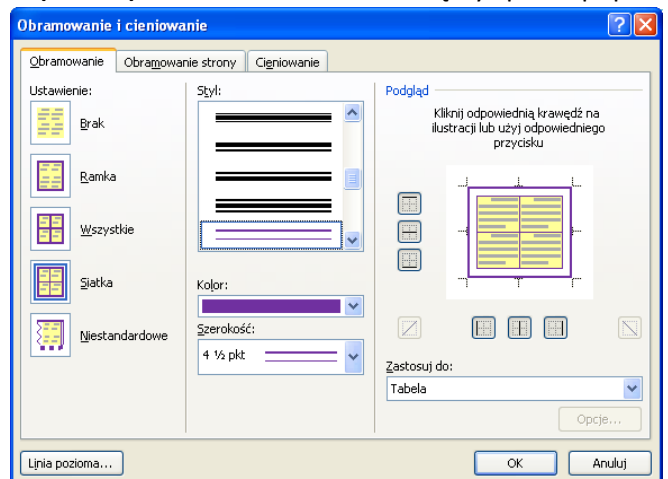 Obramowanie i cieniowanie
Obramowanie
Obramowanie strony
Cieniowanie
Ustawienie:
Brak
Ramka
Wszystkie
Siatka
Niestandardowe
Styl:
Kolor:
Szerokość:
4 ½ pkt
Podgląd
Kliknij odpowiednią krawędź na
ilustracji lub użyj odpowiedniego
przycisku
Zastosuj do:
Tabela
Opcje...
Linia pozioma...
OK
Anuluj